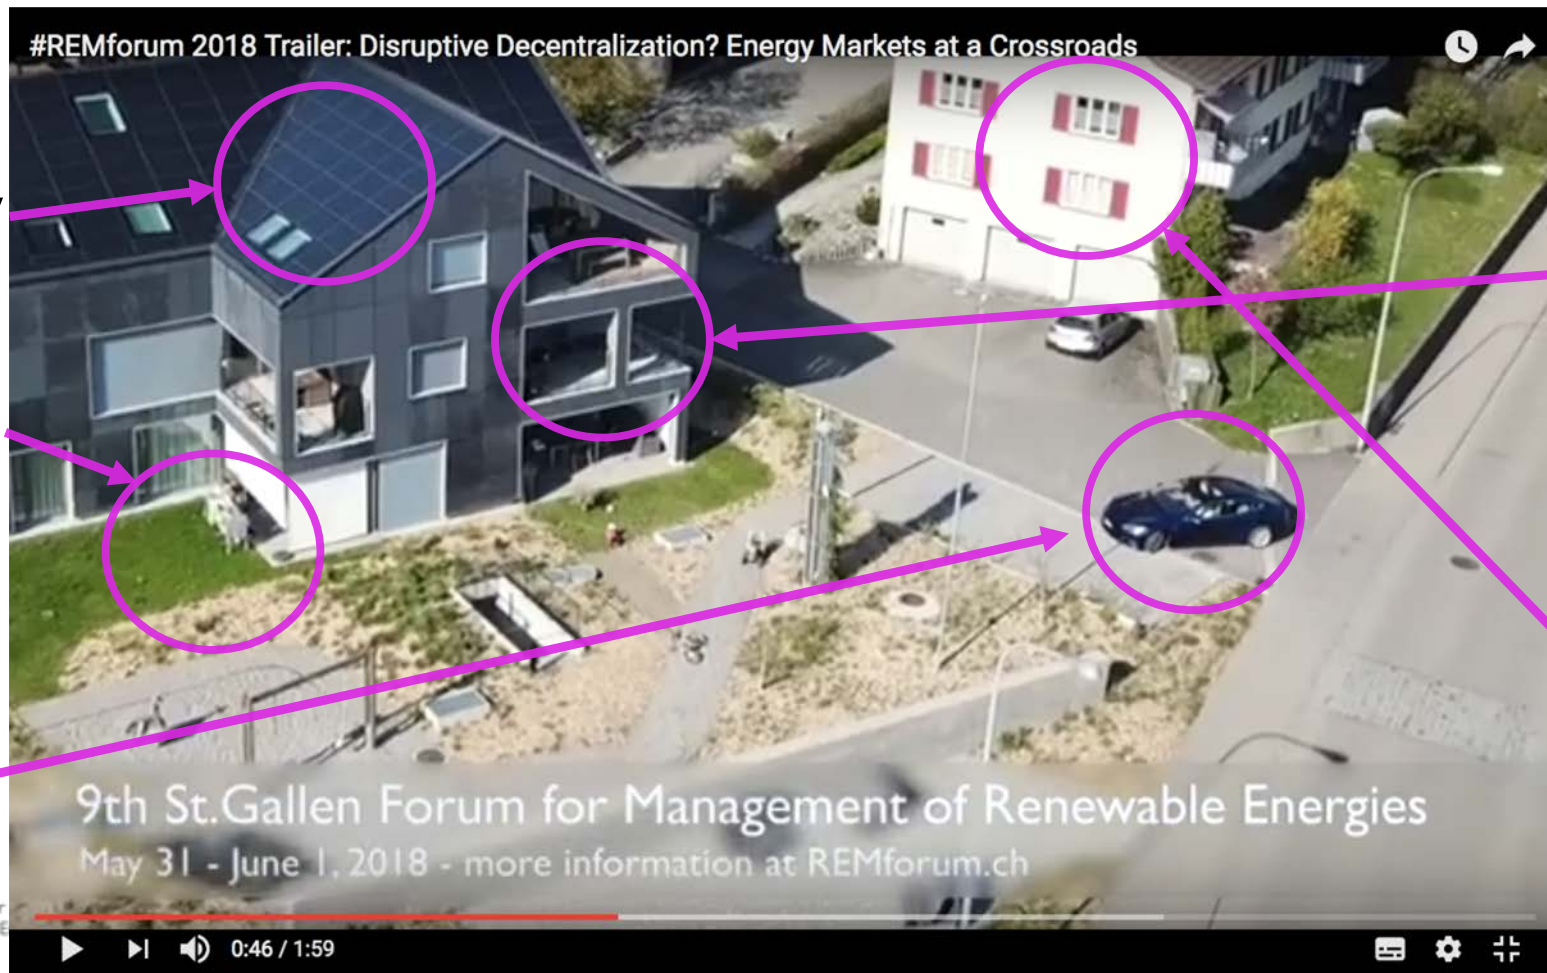 #REMforum 2018 Trailer: Disruptive Decentralization? Energy Markets at a Crossroads
9th St.Gallen Forum for Management of Renewable Energies
May 31 - June 1, 2018 - more information at REMforum.ch
0:46 / 1:59